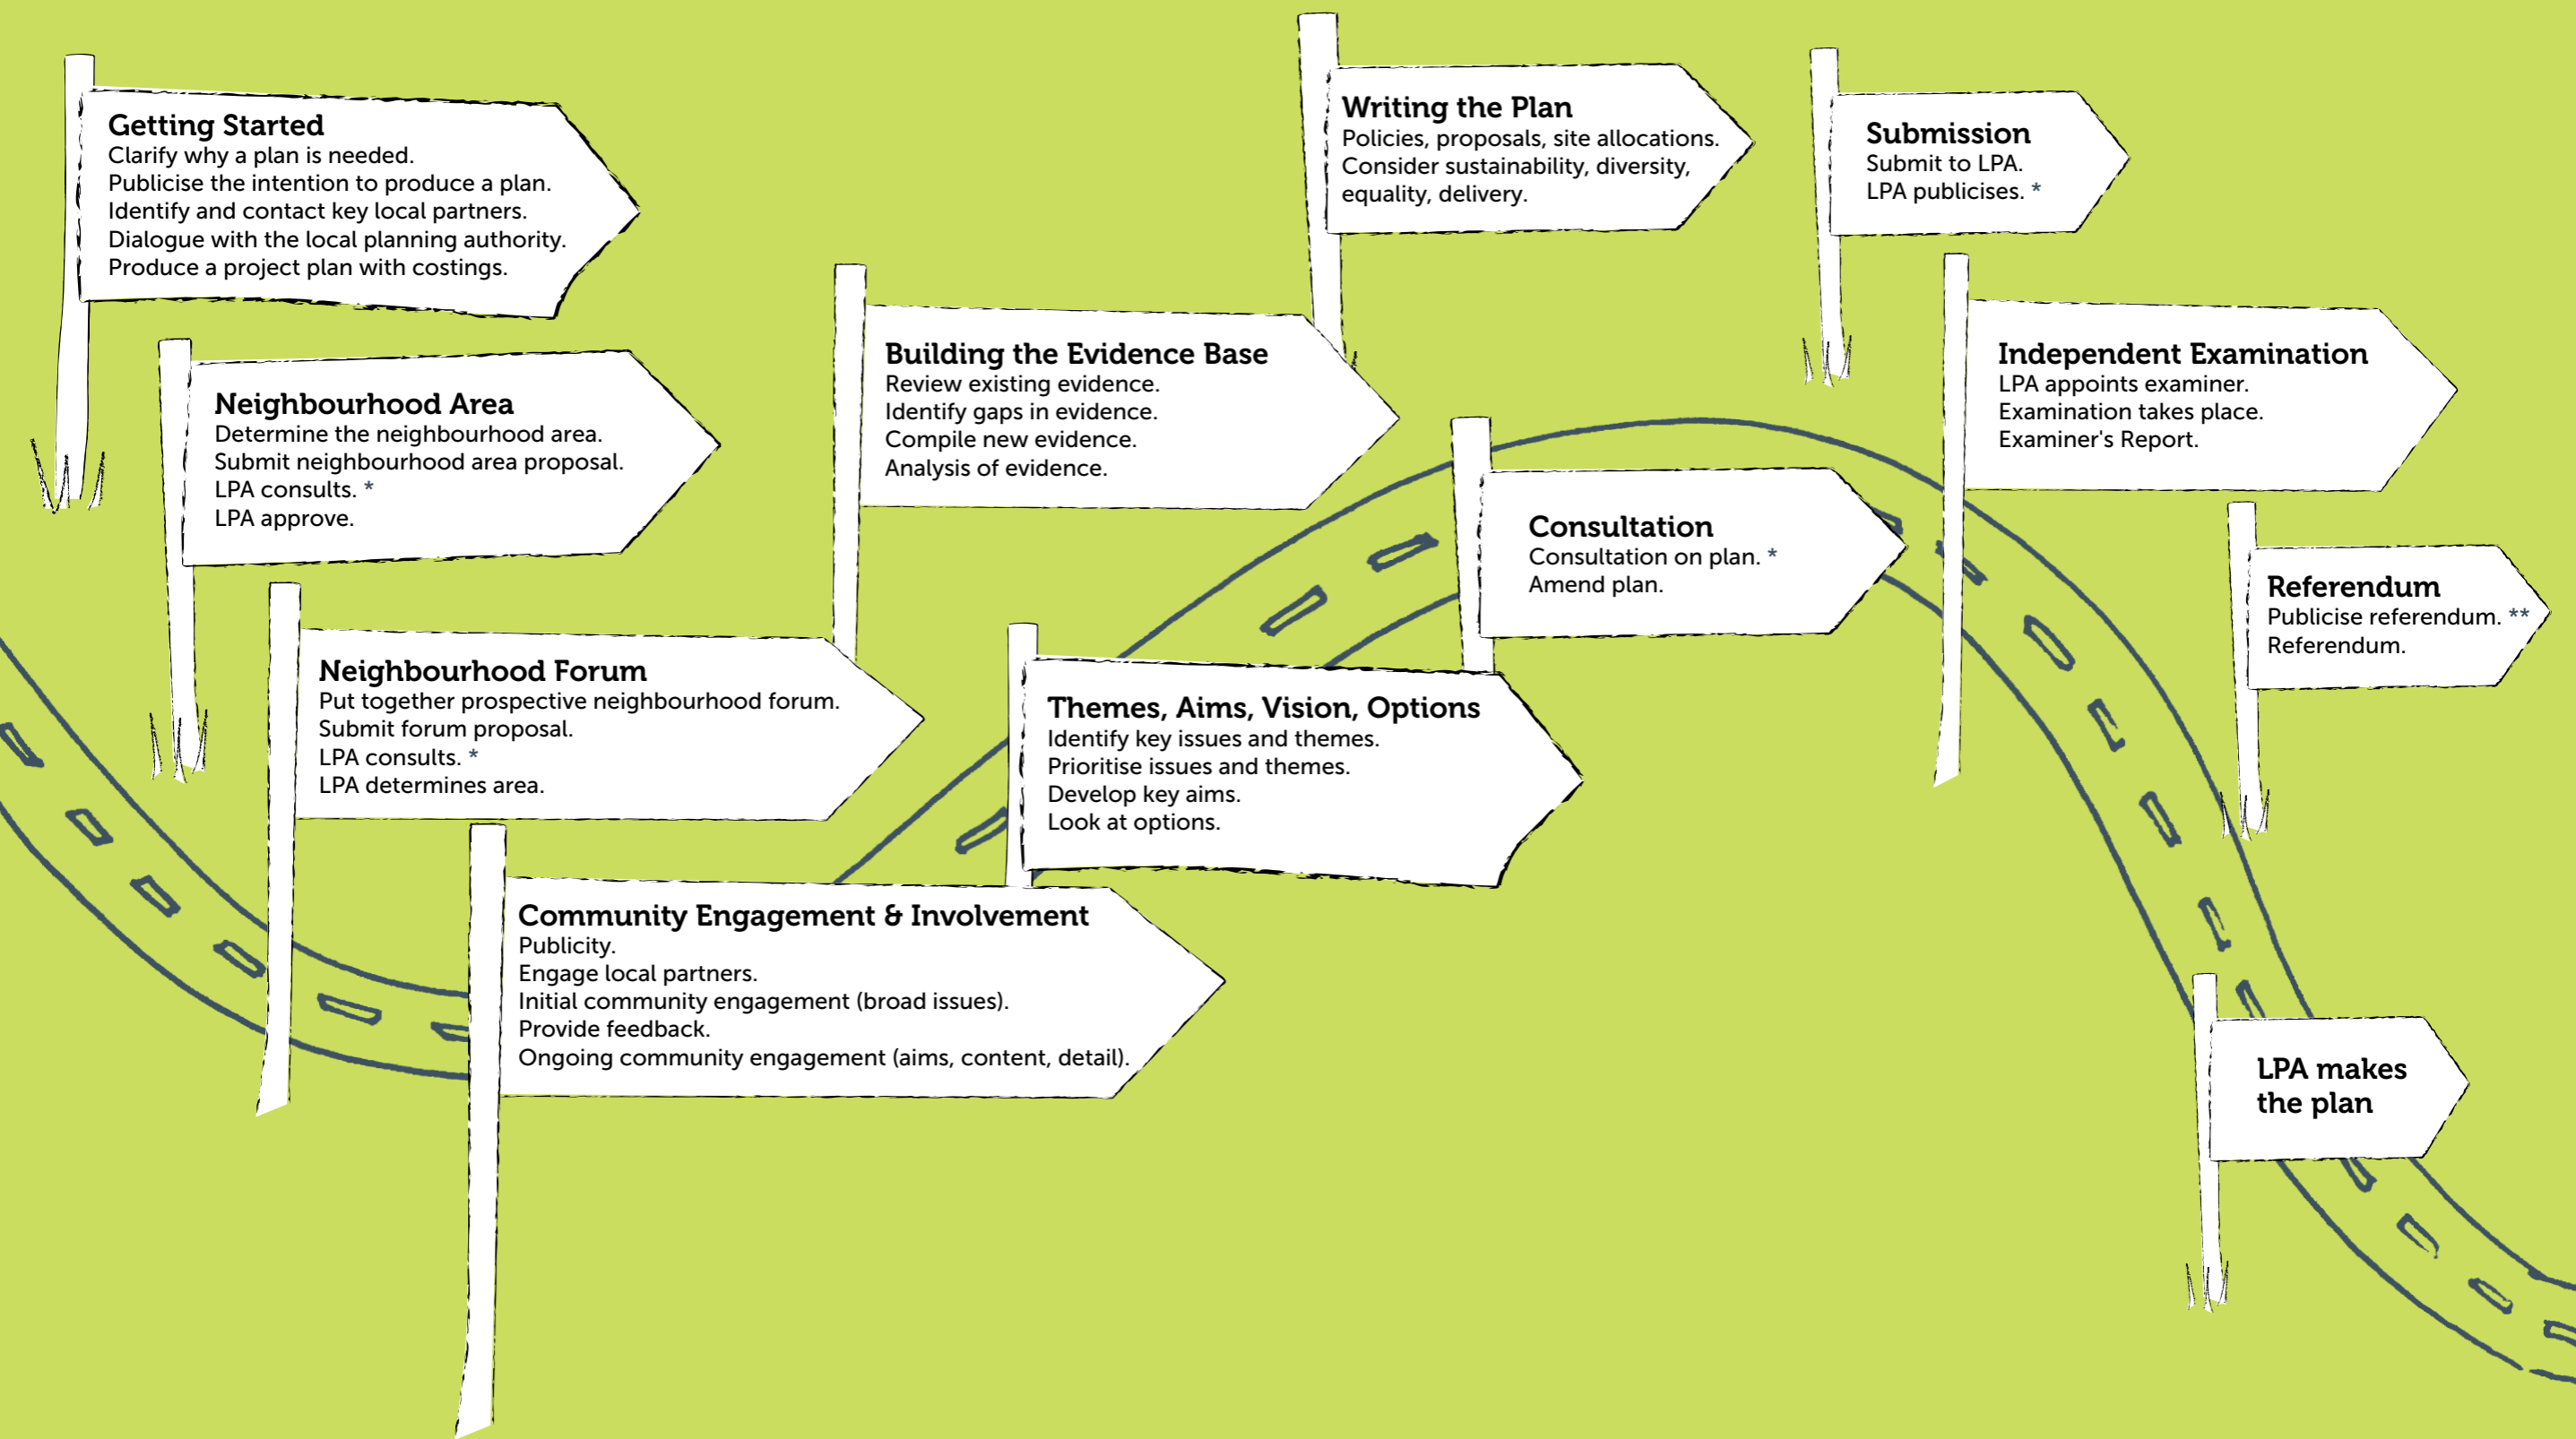 Getting Started
Clarify why a plan is needed.
Publicise the intention to produce a plan.
Identify and contact key local partners.
Dialogue with the local planning authority.
Produce a project plan with costings.
Neighbourhood Area
Determine the neighbourhood area.
Submit neighbourhood area proposal.
LPA consults. *
LPA approve.
Neighbourhood Forum
Put together prospective neighbourhood forum.
Submit forum proposal.
LPA consults. *
LPA determines area.
Community Engagement & Involvement
Publicity.
Engage local partners.
Initial community engagement (broad issues).
Provide feedback.
Ongoing community engagement (aims, content, detail).
Building the Evidence Base
Review existing evidence.
Identify gaps in evidence.
Compile new evidence.
Analysis of evidence.
Themes, Aims, Vision, Options
Identify key issues and themes.
Prioritise issues and themes.
Develop key aims.
Look at options.
Writing the Plan
Policies, proposals, site allocations.
Consider sustainability, diversity,
equality, delivery.
Consultation
Consultation on plan. *
Amend plan.
Submission
Submit to LPA.
LPA publicises. *
Independent Examination
LPA appoints examiner.
Examination takes place.
Examiner's Report.
Referendum
Publicise referendum. **
Referendum.
LPA makes
the plan